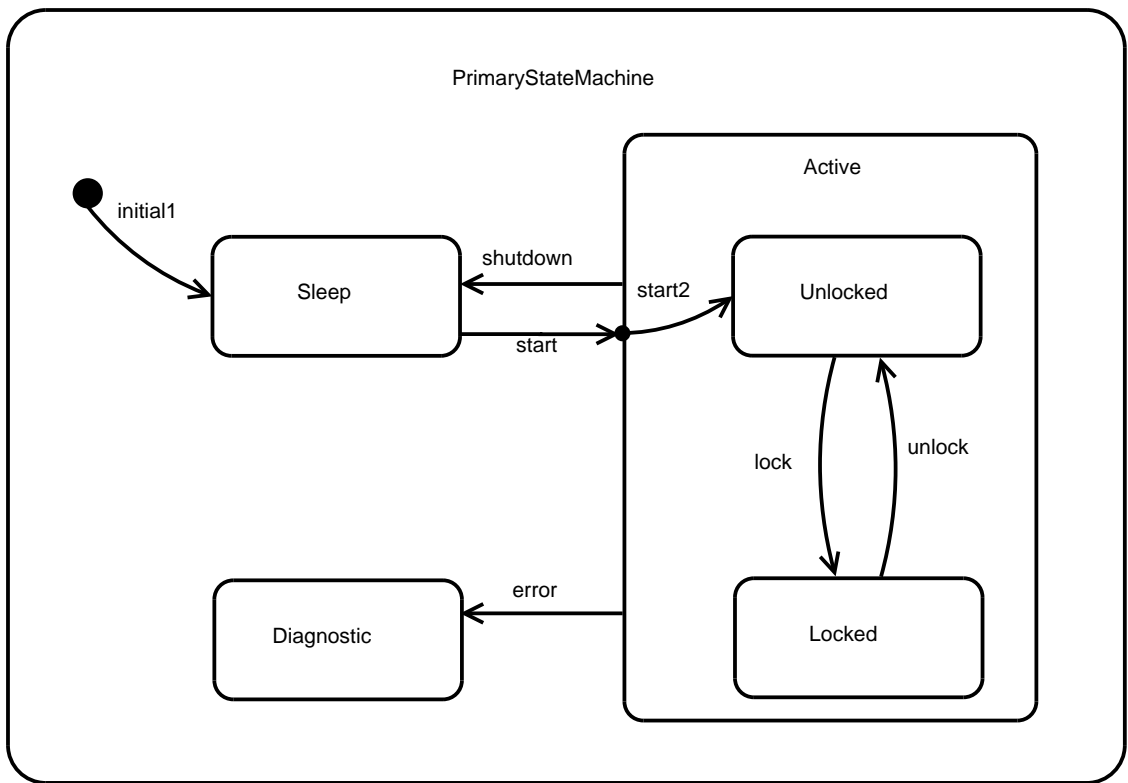 PrimaryStateMachine
Active
initial1
shutdown
Sleep
start2
Unlocked
start
lock
unlock
error
Diagnostic
Locked